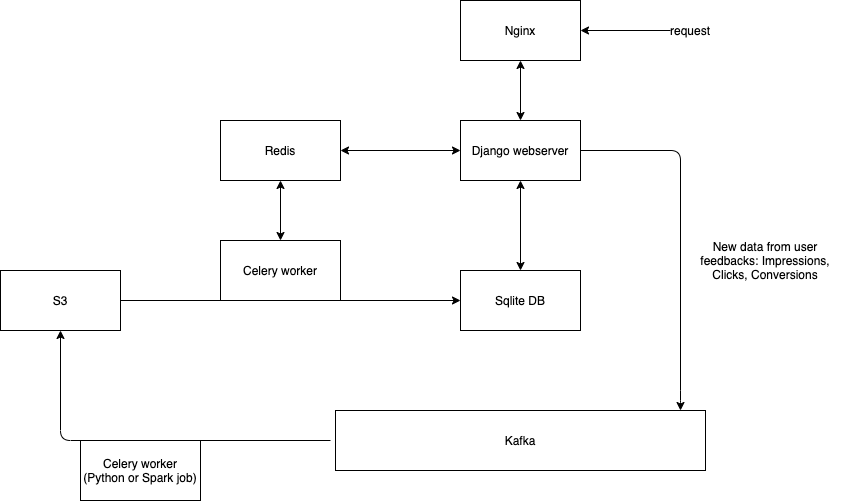 Nginx
request
Redis
Django webserver
Celery worker
New data from user
feedbacks: Impressions,
Clicks, Conversions
S3
Sqlite DB
Kafka
Celery worker
(Python or Spark job)